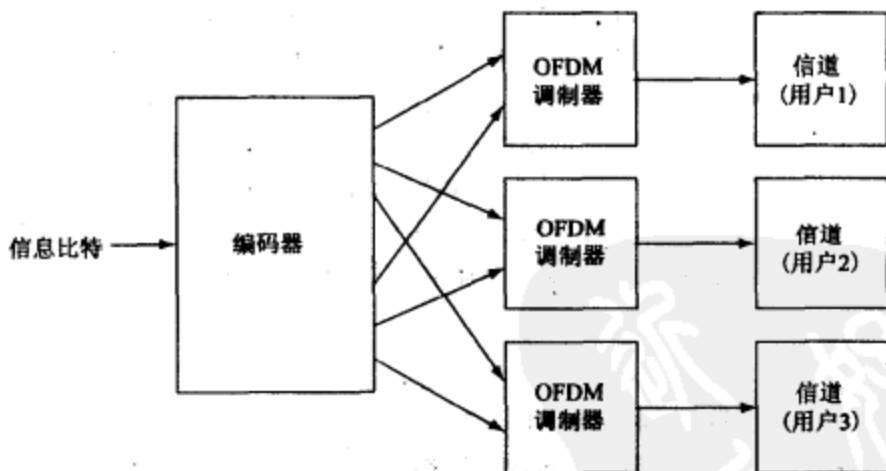 OFDM
调制器
信道
(用户1)
信息比特
编码器
OFDM
调制器
信道
(用户2)
OFDM
调制器
信道
(用户3)